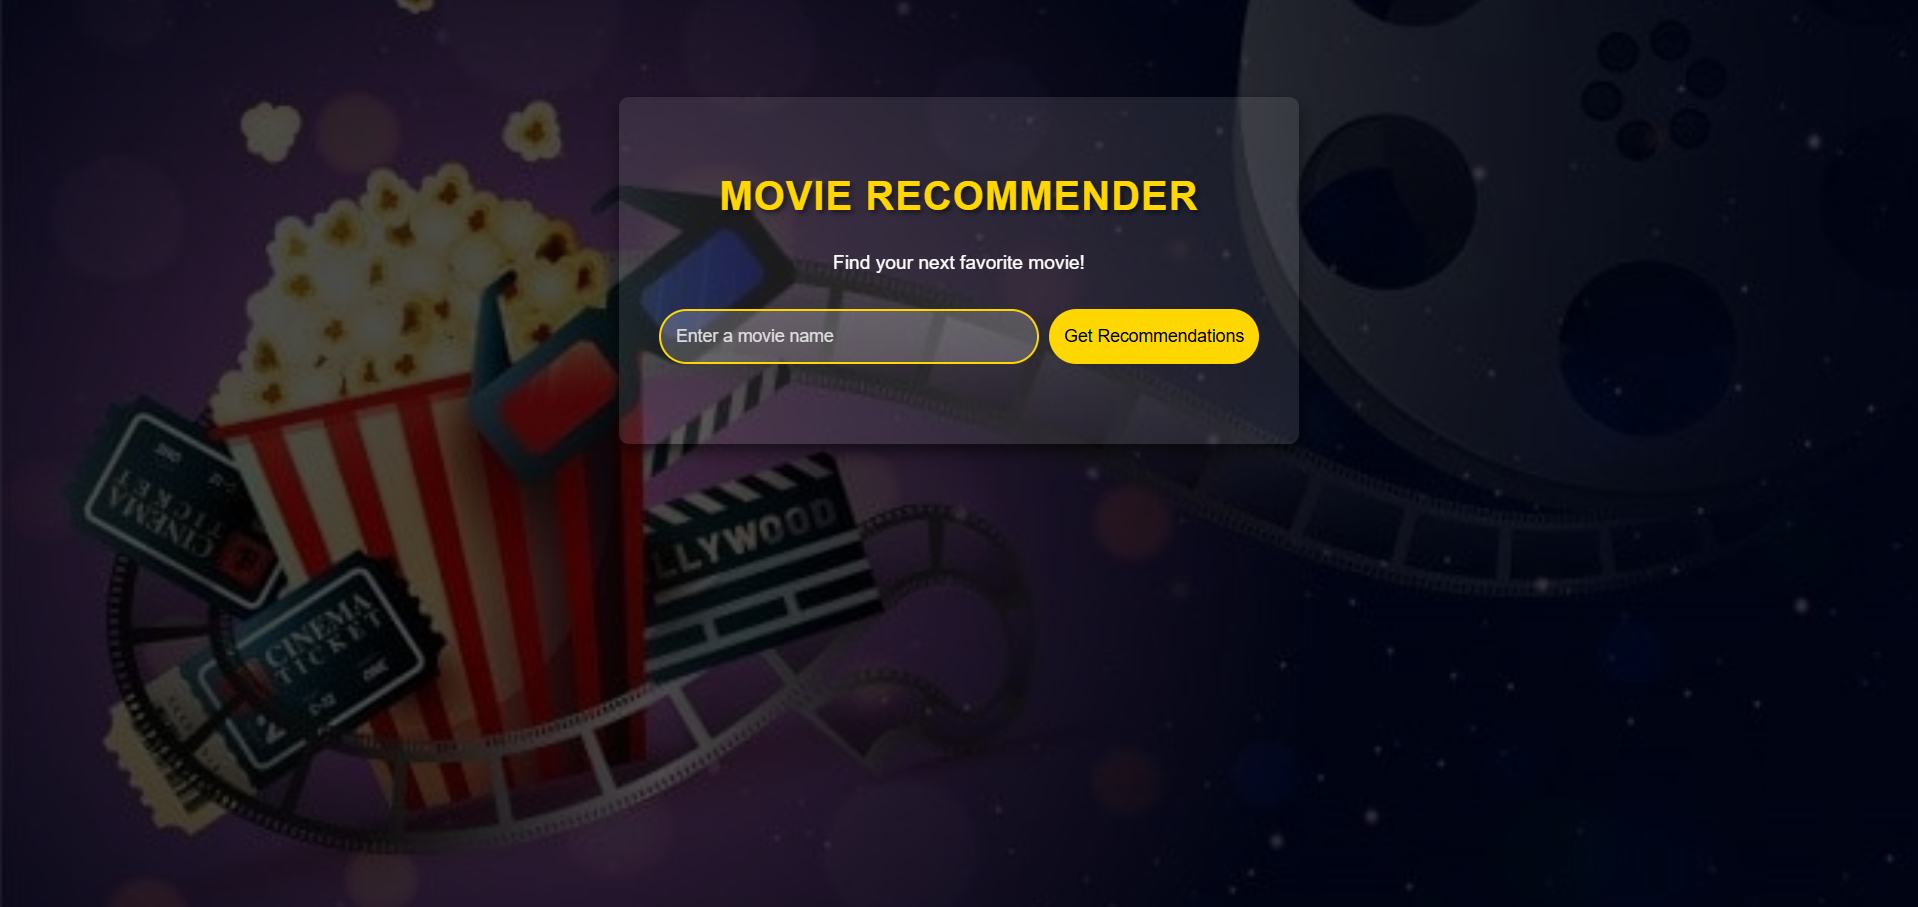 MOVIE RECOMMENDER
Find your next favorite movie!
Enter a movie name
Get Recommendations
LLYWOOD
CINEMA
TICKET
CINEMA
TICKET